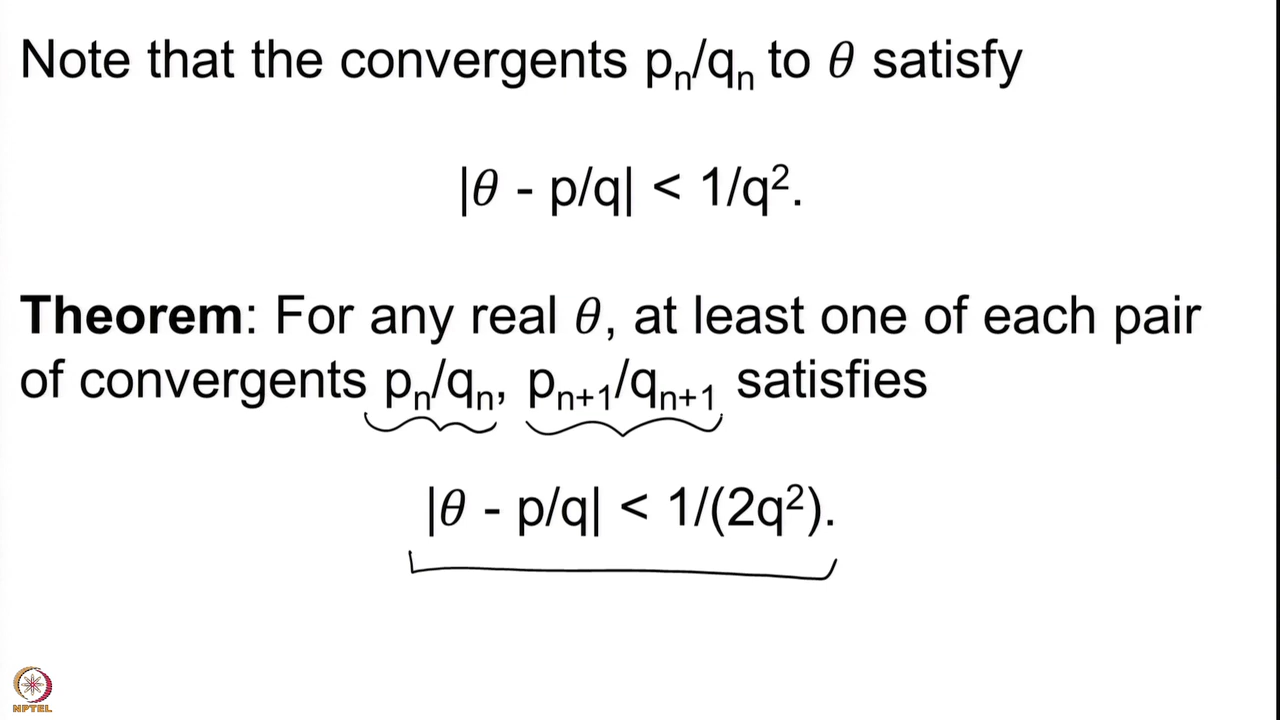 Note that the convergents pₙ/qₙ to θ satisfy
|θ - p/q| < 1/q².
Theorem: For any real θ, at least one of each pair
of convergents pₙ/qₙ, pₙ₊₁/qₙ₊₁ satisfies
|θ - p/q| < 1/(2q²).
NPTEL